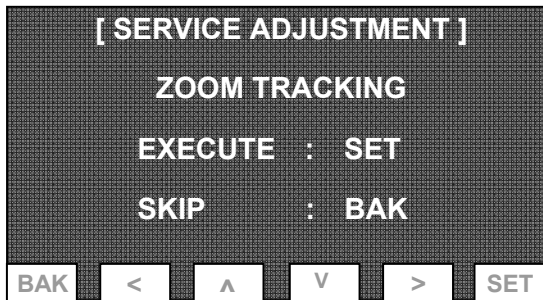 [ SERVICE ADJUSTMENT ]
ZOOM TRACKING
EXECUTE : SET
SKIP : BAK
BAK < ʌ V > SET